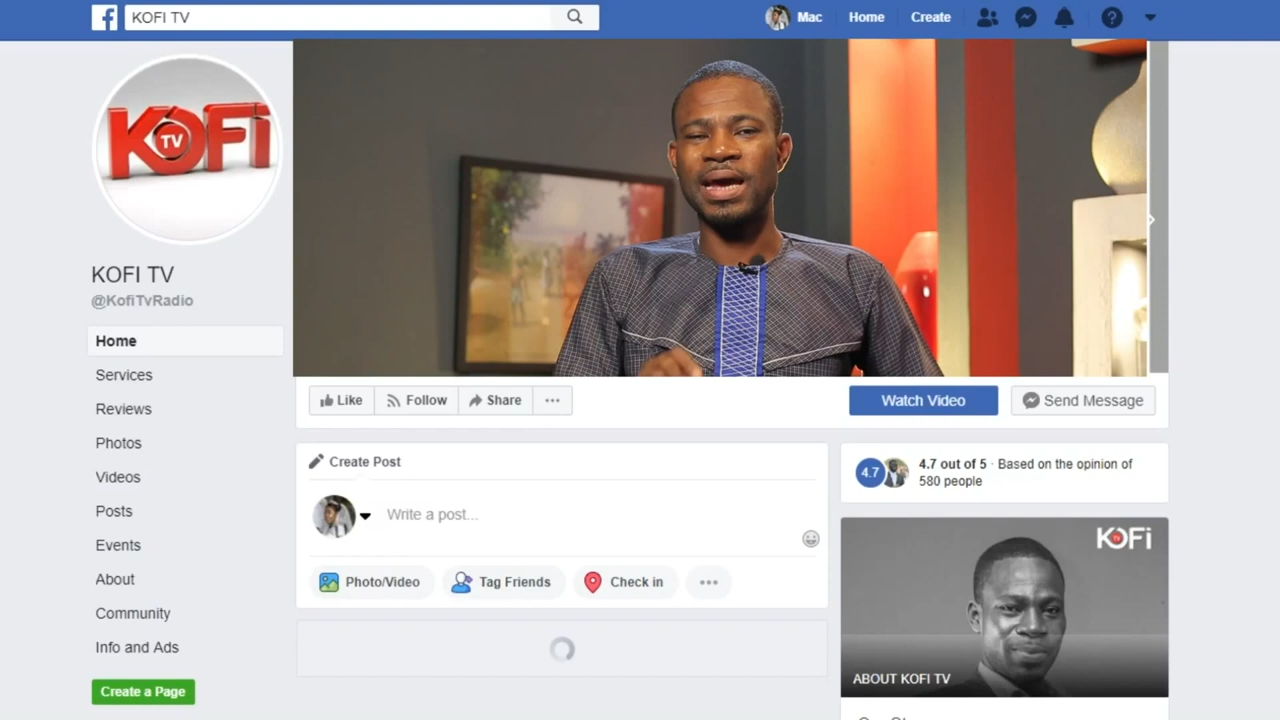 KOFI TV
Mac
Home
Create
KOFi
TV
KOFI TV
@KofiTvRadio
Home
Services
Reviews
Photos
Videos
Posts
Events
About
Community
Info and Ads
Create a Page
Like
Follow
Share
Watch Video
Send Message
Create Post
Write a post...
Photo/Video
Tag Friends
Check in
4.7
4.7 out of 5 · Based on the opinion of
580 people
KOFi
ABOUT KOFI TV